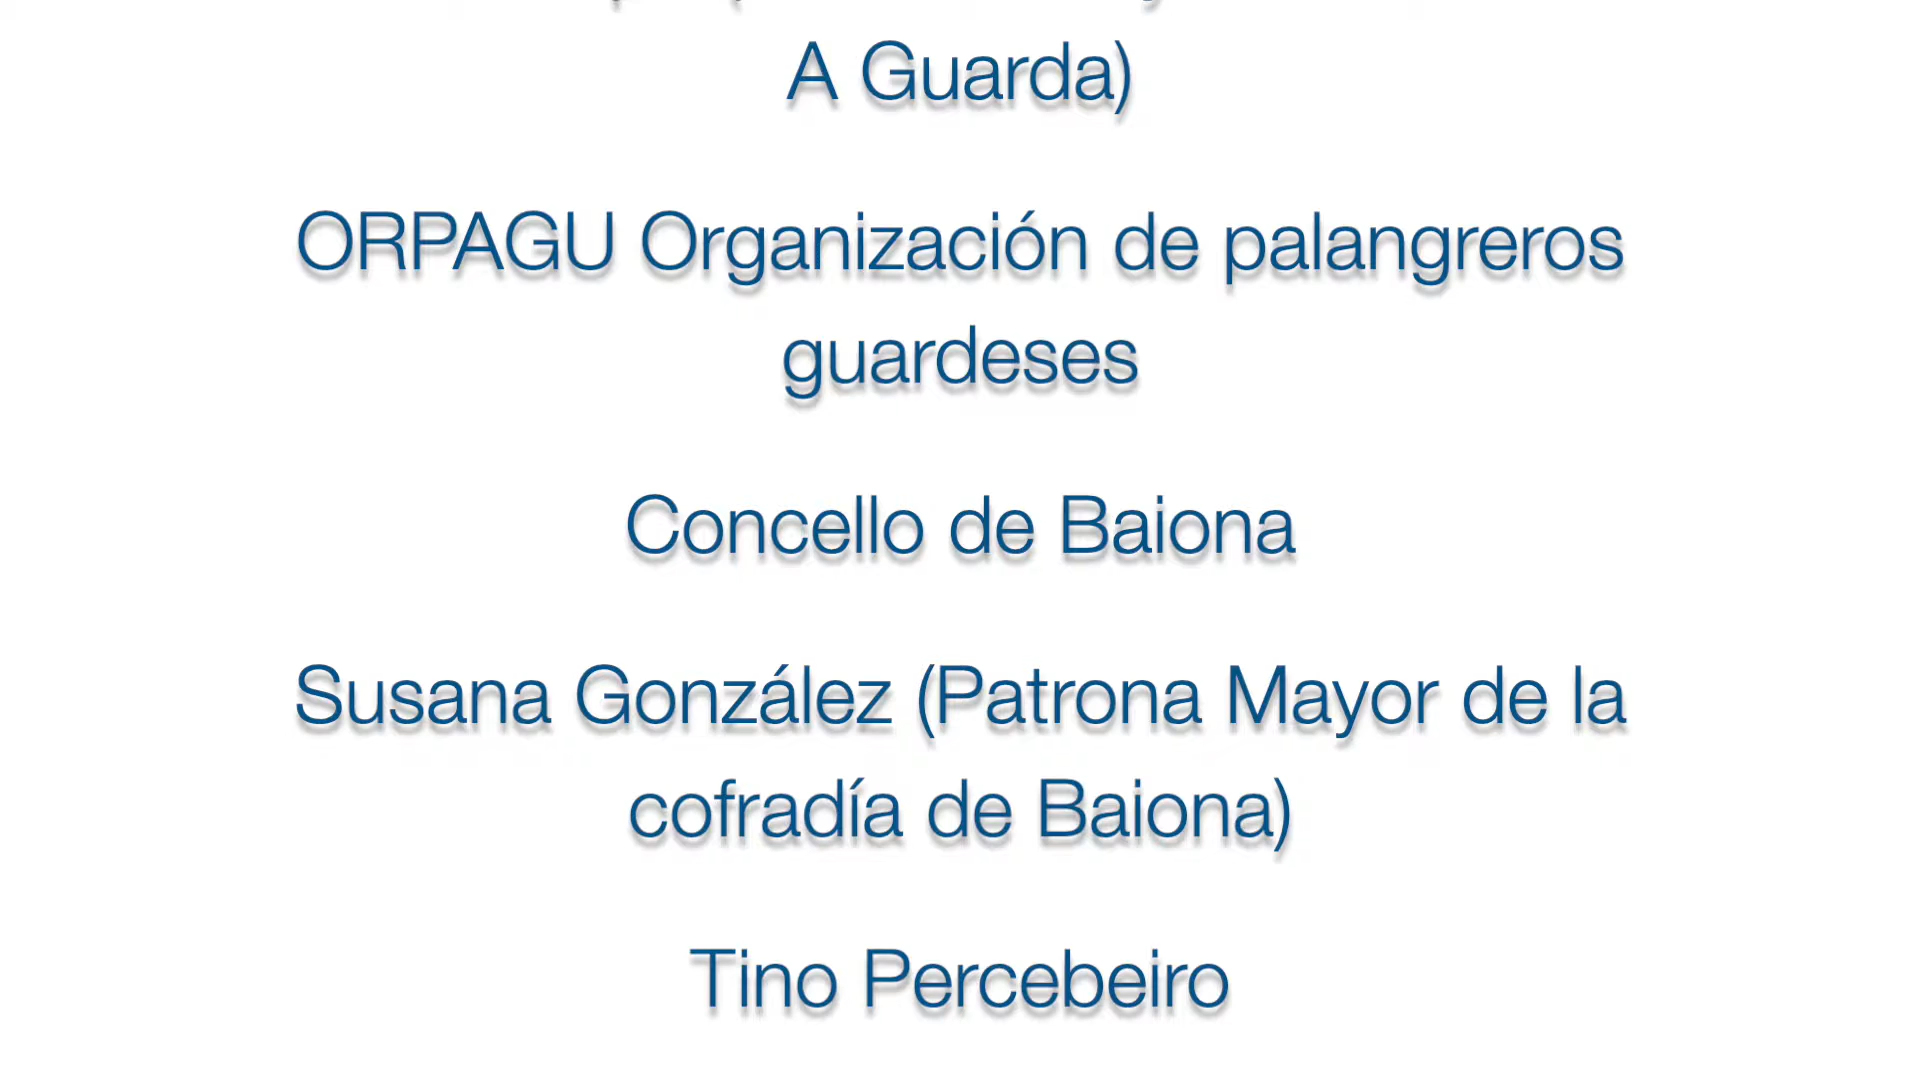 A Guarda)
ORPAGU Organización de palangreros
guardeses
Concello de Baiona
Susana González (Patrona Mayor de la
cofradía de Baiona)
Tino Percebeiro